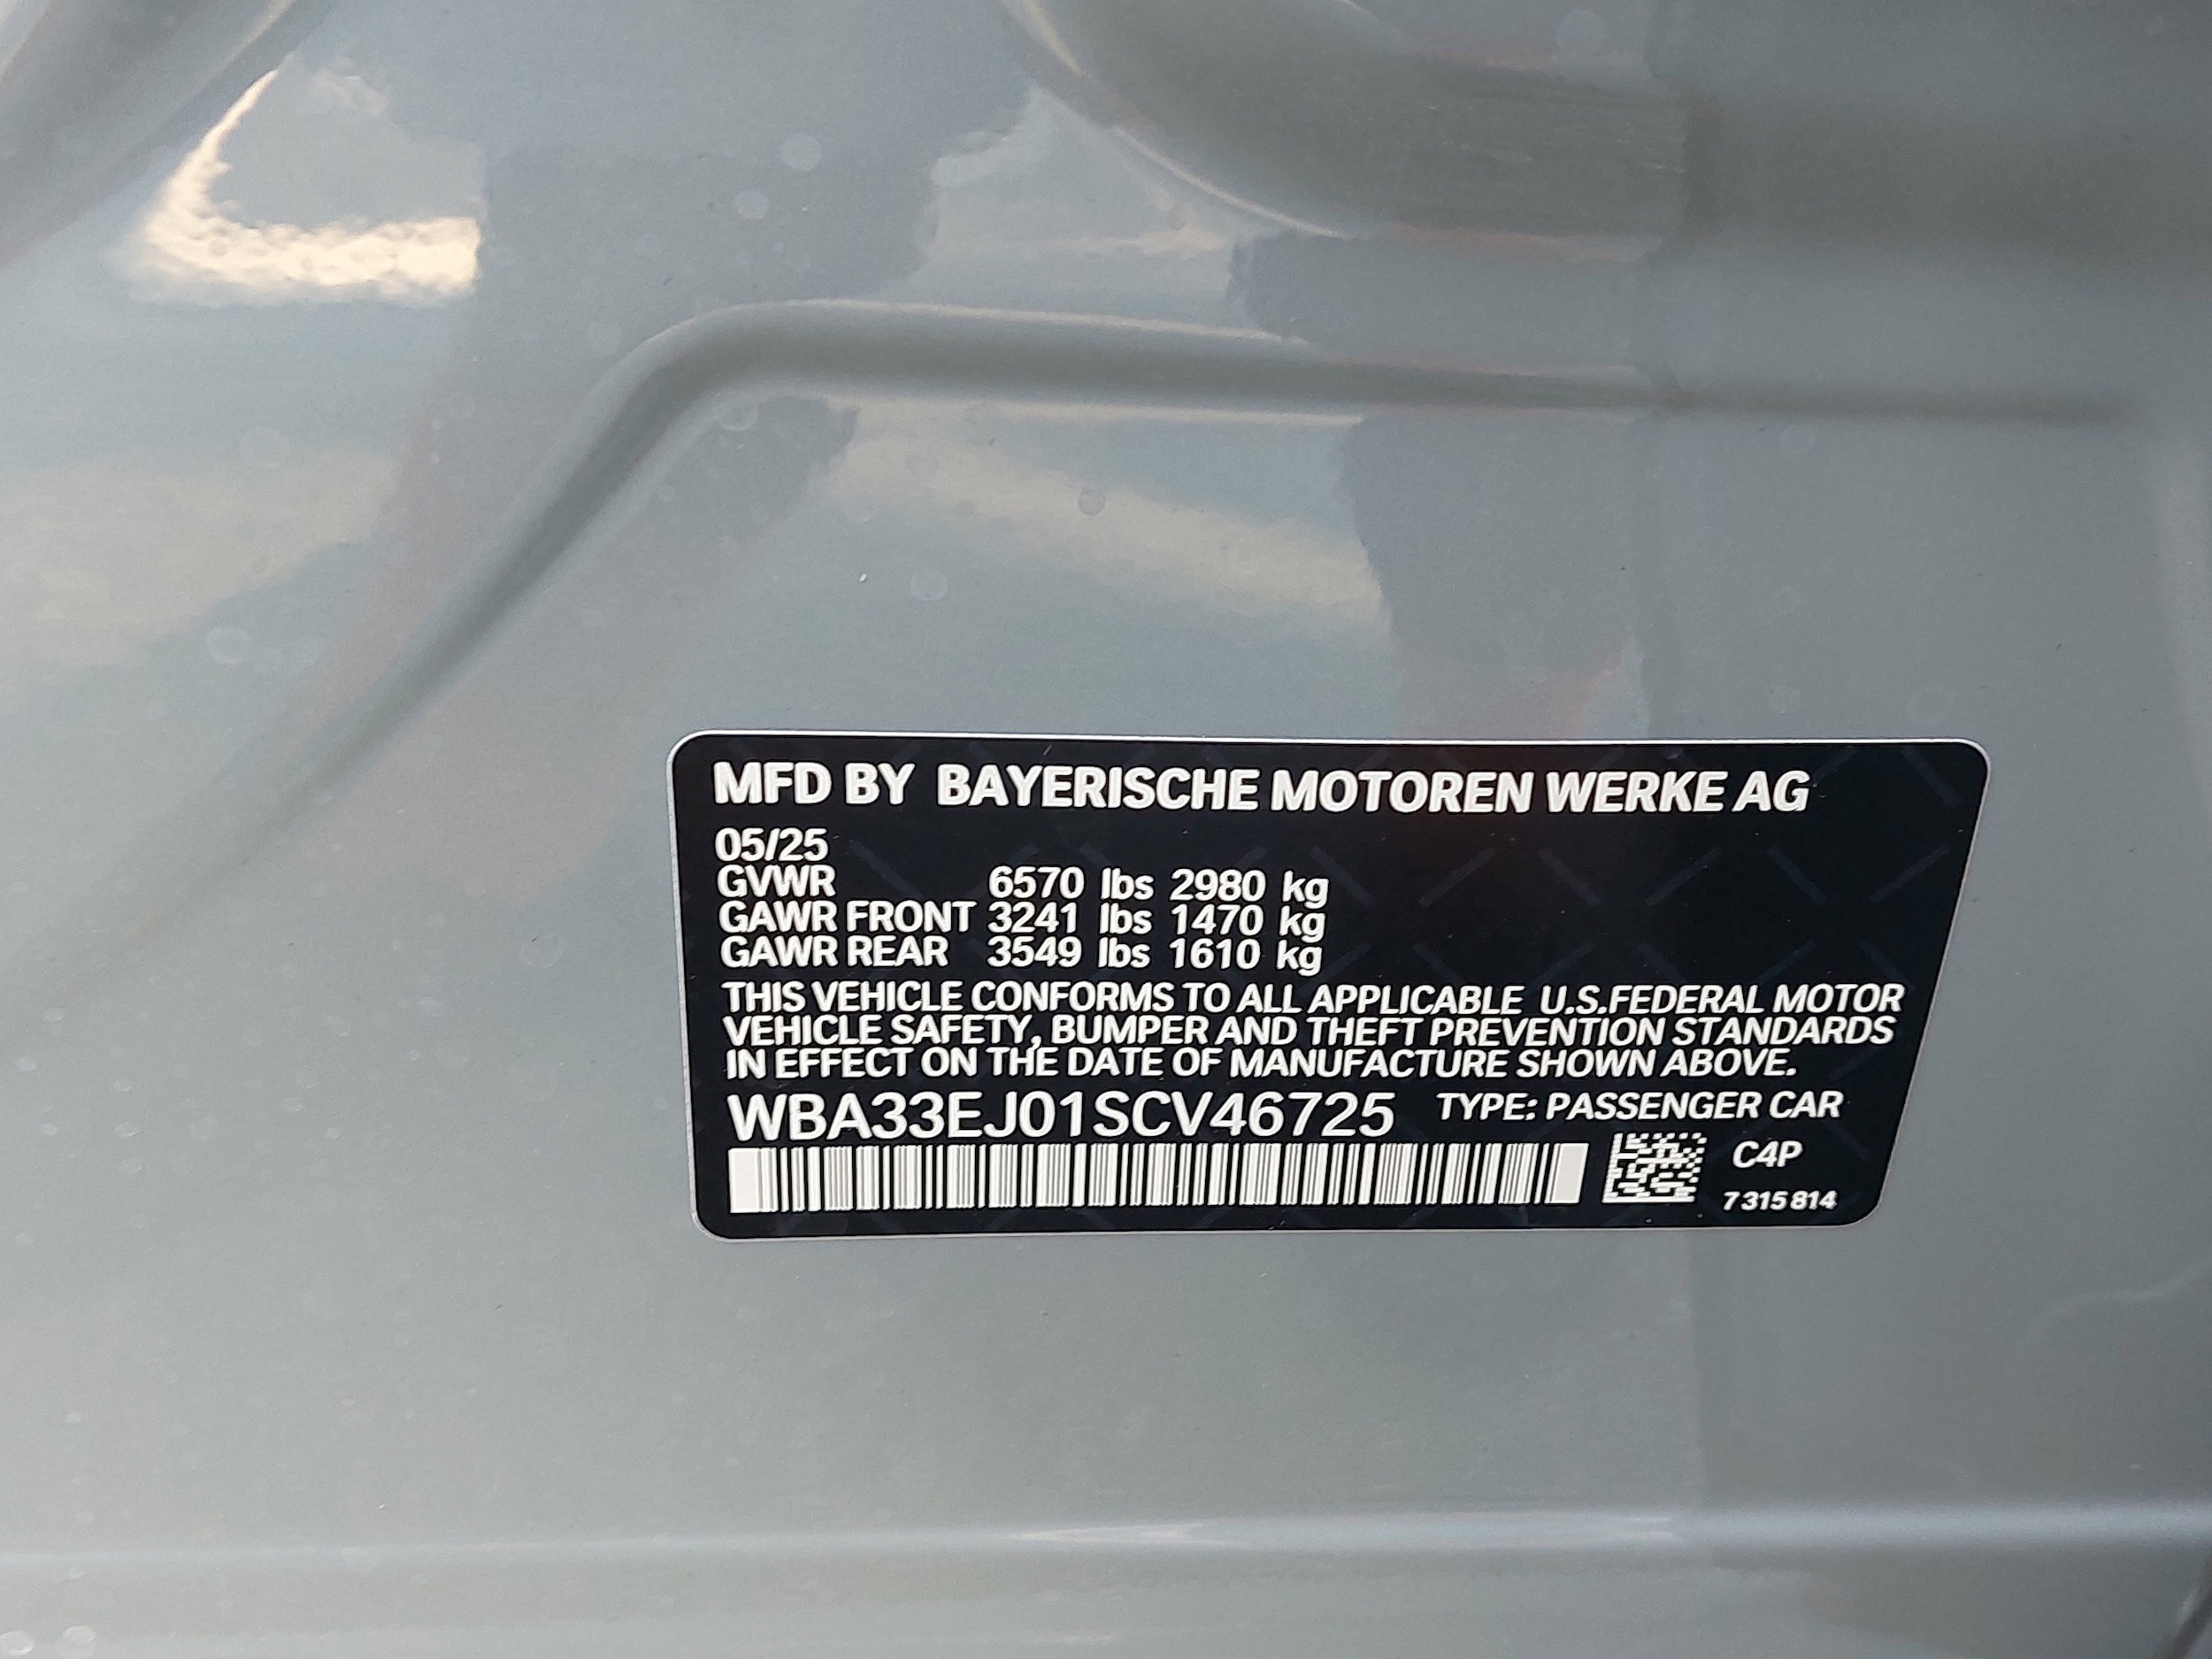 MFD BY BAYERISCHE MOTOREN WERKE AG
05/25
GVWR 6570 lbs 2980 kg
GAWR FRONT 3241 lbs 1470 kg
GAWR REAR 3549 lbs 1610 kg
THIS VEHICLE CONFORMS TO ALL APPLICABLE U.S.FEDERAL MOTOR
VEHICLE SAFETY, BUMPER AND THEFT PREVENTION STANDARDS
IN EFFECT ON THE DATE OF MANUFACTURE SHOWN ABOVE.
WBA33EJ01SCV46725 TYPE: PASSENGER CAR
C4P
7 315 814